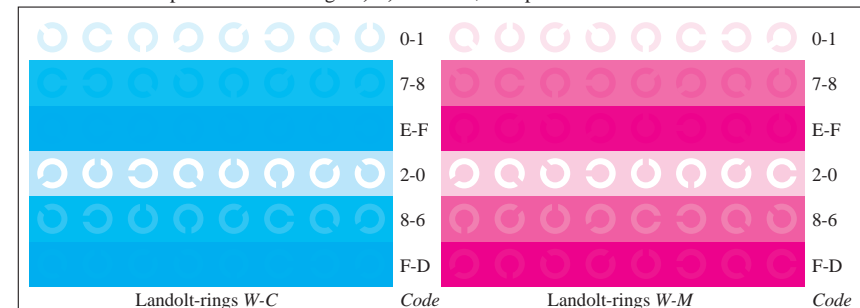 0-1 0-1
7-8 7-8
E-F E-F
2-0 2-0
8-6 8-6
F-D F-D
Landolt-rings W-C Code Landolt-rings W-M Code